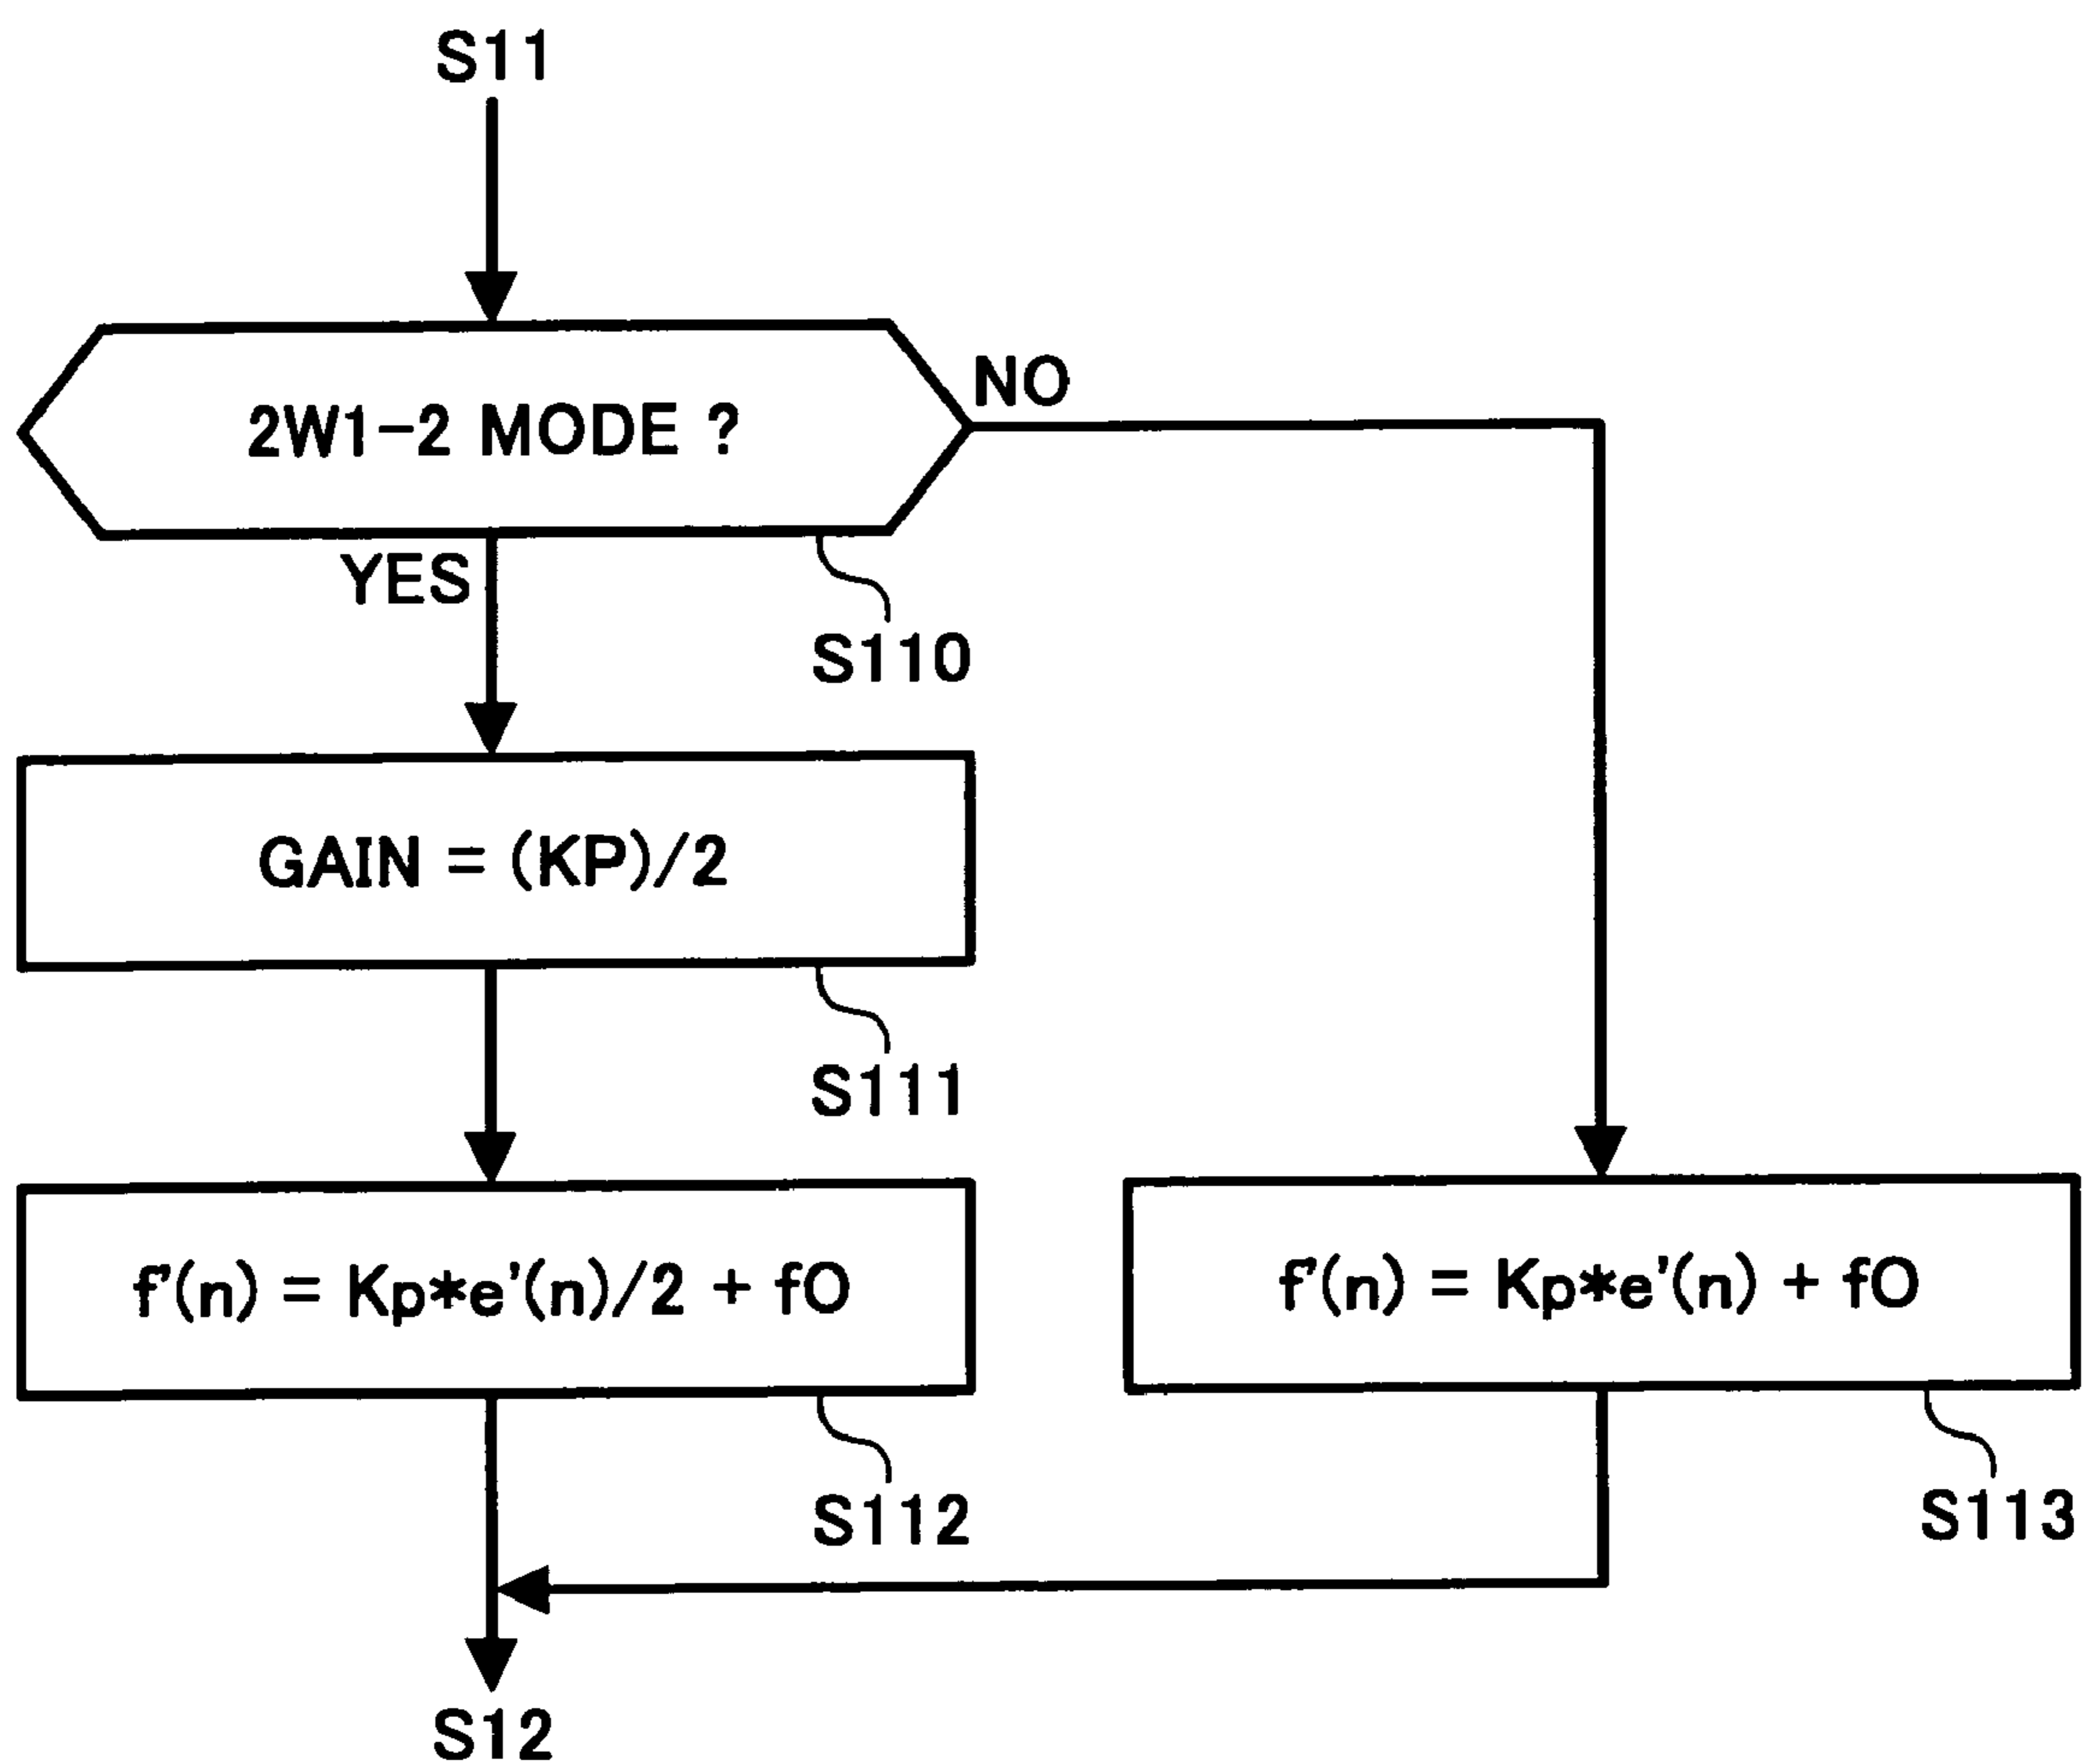 S11
2W1-2 MODE ?
NO
YES
S110
GAIN = (KP)/2
S111
f'(n) = Kp*e'(n)/2 + fO
S112
f'(n) = Kp*e'(n) + fO
S113
S12